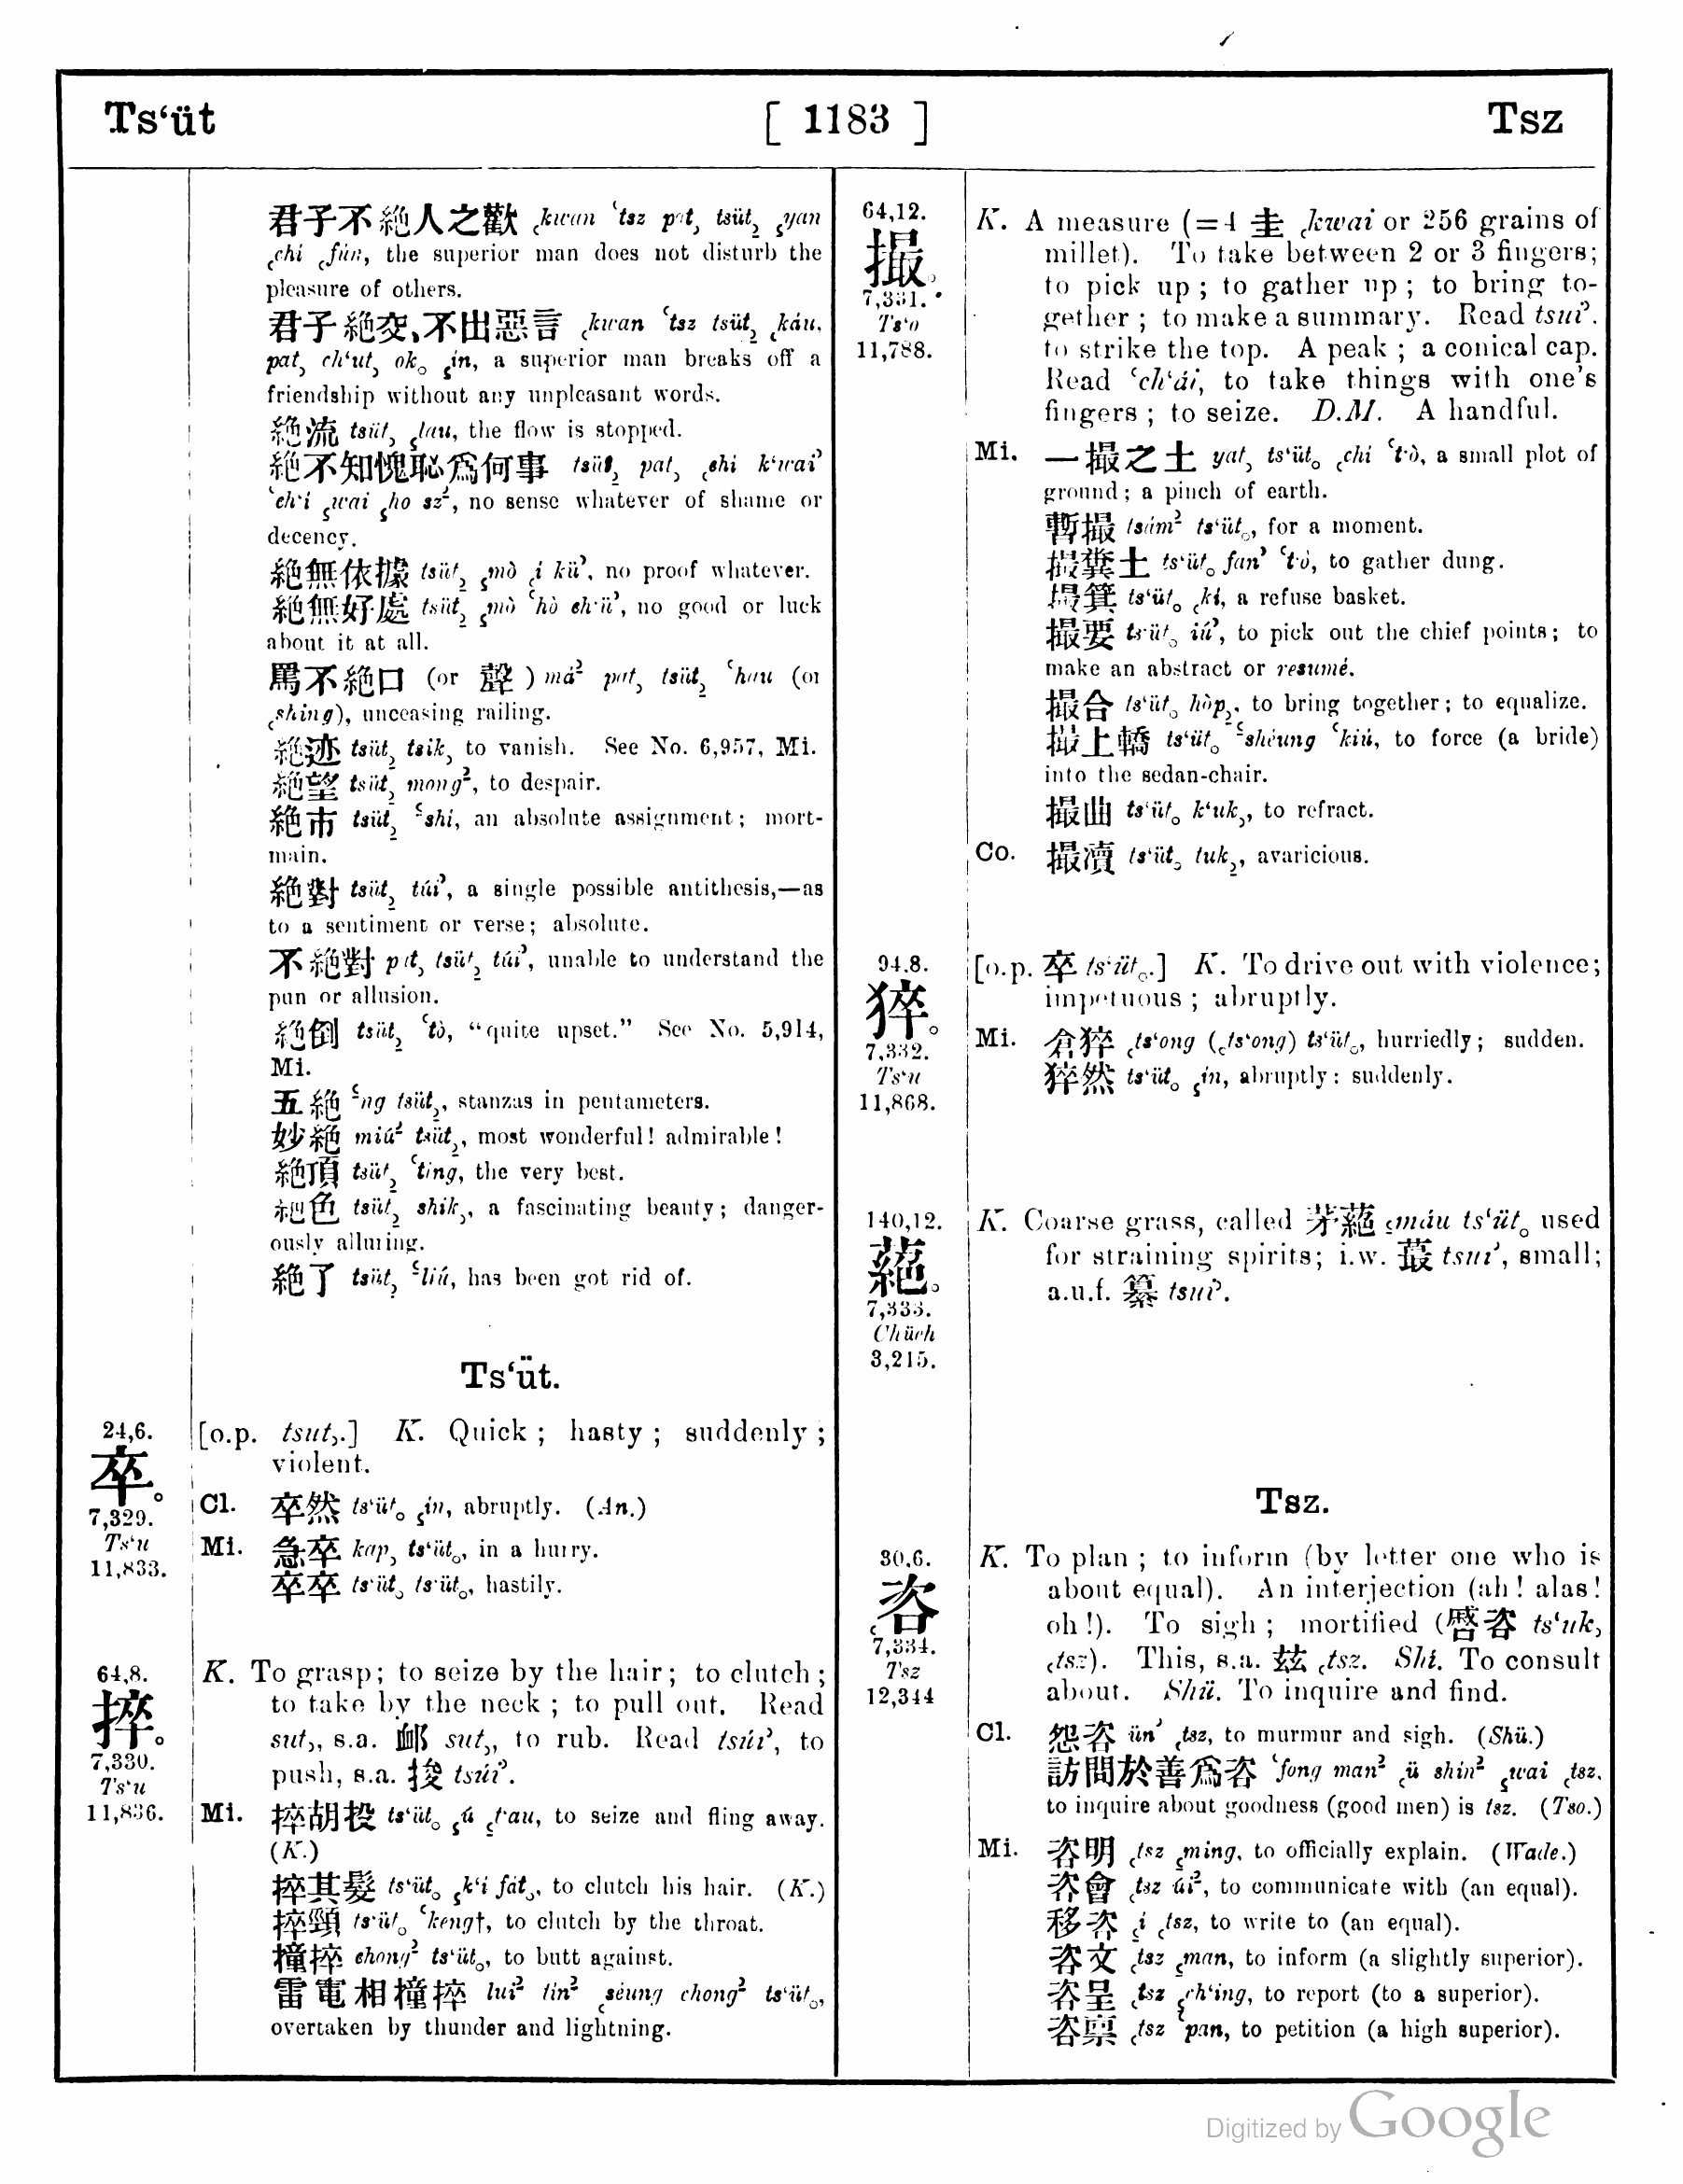 Ts‘üt [ 1183 ] Tsz
君子不絕人之歡 ˛kwan ‘tsz pat˛ tsüt˛ ˛yan
˛chi ˛fún, the superior man does not disturb the
pleasure of others.
君子絕交,不出惡言 ˛kwan ‘tsz tsüt˛ ˛káu,
pat˛ ch‘ut˛ ok˳ ˛in, a superior man breaks off a
friendship without any unpleasant words.
絕流 tsüt˛ ˛lau, the flow is stopped.
絕不知愧恥爲何事 tsüt˛ pat˛ ˛chi k‘wai’
‘ch‘i ˛wai ˛ho sz², no sense whatever of shame or
decency.
絕無依據 tsüt˛ ˛mò ˛i kü’, no proof whatever.
絕無好處 tsüt˛ ˛mò ‘hò ch‘ü’, no good or luck
about it at all.
罵不絕口 (or 聲) má² pat˛ tsüt˛ ‘hau (or
˛shing), unceasing railing.
絕迹 tsüt˛ tsik˛ to vanish. See No. 6,957, Mi.
絕望 tsüt˛ mong², to despair.
絕市 tsüt˛ ‘shi, an absolute assignment; mort-
main.
絕對 tsüt˛ túi’, a single possible antithesis,—as
to a sentiment or verse; absolute.
不絕對 pat˛ tsüt˛ túi’, unable to understand the
pun or allusion.
絕倒 tsüt˛ ‘tò, “quite upset.” See No. 5,914,
Mi.
五絕 ‘ng tsüt˛, stanzas in pentameters.
妙絕 miú² tsüt˛, most wonderful! admirable!
絕頂 tsüt˛ ‘ting, the very best.
絕色 tsüt˛ shik˛, a fascinating beauty; danger-
ously alluring.
絕了 tsüt˛ ‘liú, has been got rid of.
Ts‘üt.
24,6.
卒˳
7,329.
Ts‘u
11,833.
[o.p. tsut˛.] K. Quick; hasty; suddenly;
violent.
Cl. 卒然 ts‘üt˳ ˛in, abruptly. (An.)
Mi. 急卒 kap˛ ts‘üt˳, in a hurry.
卒卒 ts‘üt˳ ts‘üt˳, hastily.
64,8.
捽˳
7,330.
Ts‘u
11,836.
K. To grasp; to seize by the hair; to clutch;
to take by the neck; to pull out. Read
sut˛, s.a. 䘏 sut˛, to rub. Read tsúi’, to
push, s.a. 捘 tsúi’.
Mi. 捽胡投 ts‘üt˳ ˛ú ˛t‘au, to seize and fling away.
(K.)
捽其髮 ts‘üt˳ ˛k‘i fát˳, to clutch his hair. (K.)
捽頸 ts‘üt˳ ‘keng†, to clutch by the throat.
撞捽 chong² ts‘üt˳, to butt against.
雷電相撞捽 lui² tín² ˛séung chong² ts‘üt˳,
overtaken by thunder and lightning.
64,12.
撮˳
7,331.
Ts‘o
11,788.
K. A measure (=4 圭 ˛kwai or 256 grains of
millet). To take between 2 or 3 fingers;
to pick up; to gather up; to bring to-
gether; to make a summary. Read tsui’.
to strike the top. A peak; a conical cap.
Read ‘ch‘ái, to take things with one’s
fingers; to seize. D.M. A handful.
Mi. 一撮之土 yat˛ ts‘üt˳ ˛chi ‘t‘ò, a small plot of
ground; a pinch of earth.
暫撮 tsám² ts‘üt˳, for a moment.
撮糞土 ts‘üt˳ fan’ ‘t‘ò, to gather dung.
撮箕 ts‘üt˳ ˛ki, a refuse basket.
撮要 ts‘üt˳ iú’, to pick out the chief points; to
make an abstract or resumé.
撮合 ts‘üt˳ hòp˛, to bring together; to equalize.
撮上轎 ts‘üt˳ ‘shéung ‘kiú, to force (a bride)
into the sedan-chair.
撮曲 ts‘üt˳ k‘uk˛, to refract.
Co. 撮瀆 ts‘üt˳ tuk˛, avaricious.
94,8.
猝˳
7,332.
Ts‘u
11,868.
[o.p. 卒 ts‘üt˳.] K. To drive out with violence;
impetuous; abruptly.
Mi. 倉猝 ˛ts‘ong (˛ts‘ong) ts‘üt˳, hurriedly; sudden.
猝然 ts‘üt˳ ˛in, abruptly: suddenly.
140,12.
蕝˳
7,333.
Chüeh
3,215.
K. Coarse grass, called 茅蕝 ˛máu ts‘üt˳ used
for straining spirits; i.w. 蕞 tsui’, small;
a.u.f. 纂 tsui’.
Tsz.
30,6.
˛咨
7,334.
Tsz
12,344
K. To plan; to inform (by letter one who is
about equal). An interjection (ah! alas!
oh!). To sigh; mortified (慼咨 ts‘uk˛
˛tsz). This, s.a. 玆 ˛tsz. Shi. To consult
about. Shü. To inquire and find.
Cl. 怨咨 ün’ ˛tsz, to murmur and sigh. (Shü.)
訪問於善爲咨 ‘fong man² ˛ü shin² ˛wai ˛tsz,
to inquire about goodness (good men) is tsz. (Tso.)
Mi. 咨明 ˛tsz ˛ming, to officially explain. (Wade.)
咨會 ˛tsz úi², to communicate with (an equal).
移咨 ˛i ˛tsz, to write to (an equal).
咨文 ˛tsz ˛man, to inform (a slightly superior).
咨呈 ˛tsz ˛ch‘ing, to report (to a superior).
咨禀 ˛tsz ‘pan, to petition (a high superior).
Digitized by Google